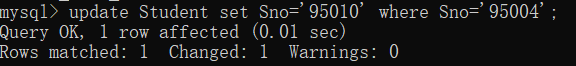 mysql> update Student set Sno='95010' where Sno='95004';
Query OK, 1 row affected (0.01 sec)
Rows matched: 1  Changed: 1  Warnings: 0